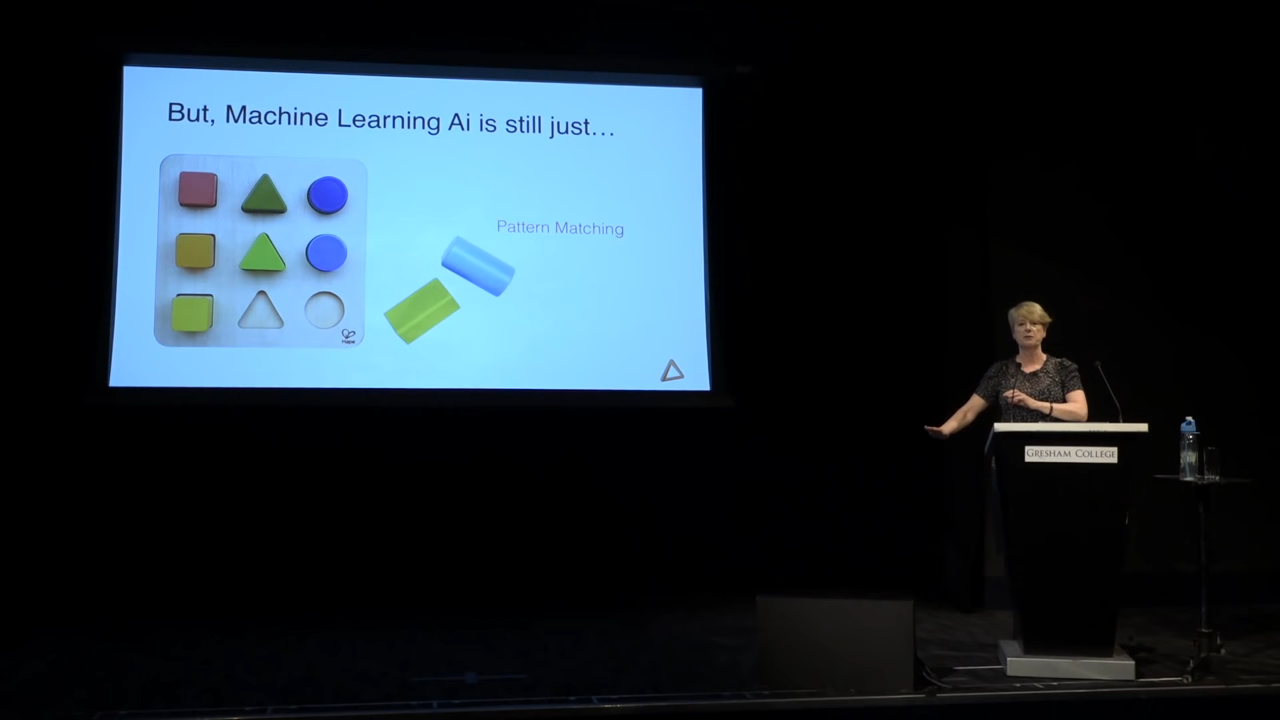 But, Machine Learning Ai is still just…
Pattern Matching
GRESHAM COLLEGE